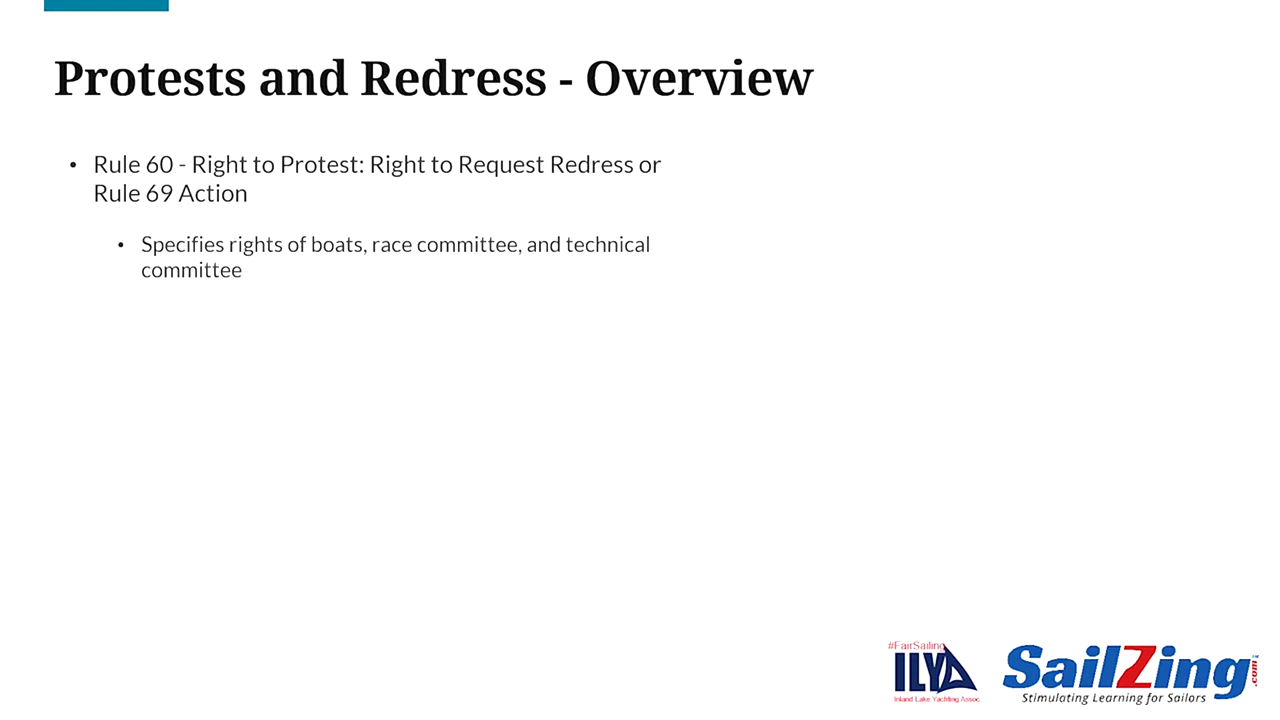 Protests and Redress - Overview
• Rule 60 - Right to Protest: Right to Request Redress or
Rule 69 Action
• Specifies rights of boats, race committee, and technical
committee
#FairSailing
ILYA
Inland Lake Yachting Assoc.
SailZing.com
Stimulating Learning for Sailors